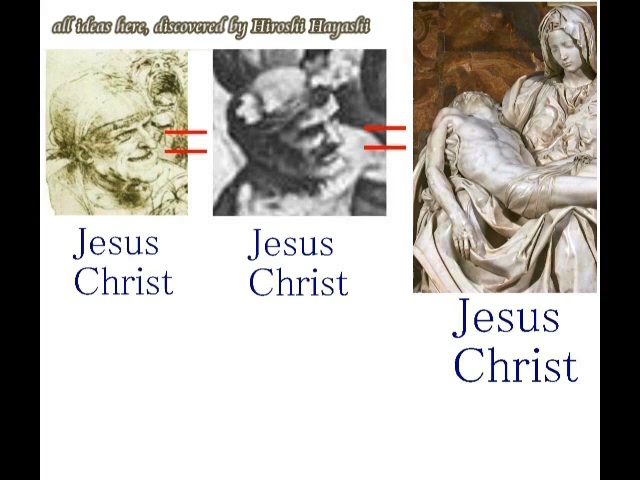 all ideas here, discovered by Hiroshi Hayashi
Jesus
Christ
Jesus
Christ
Jesus
Christ